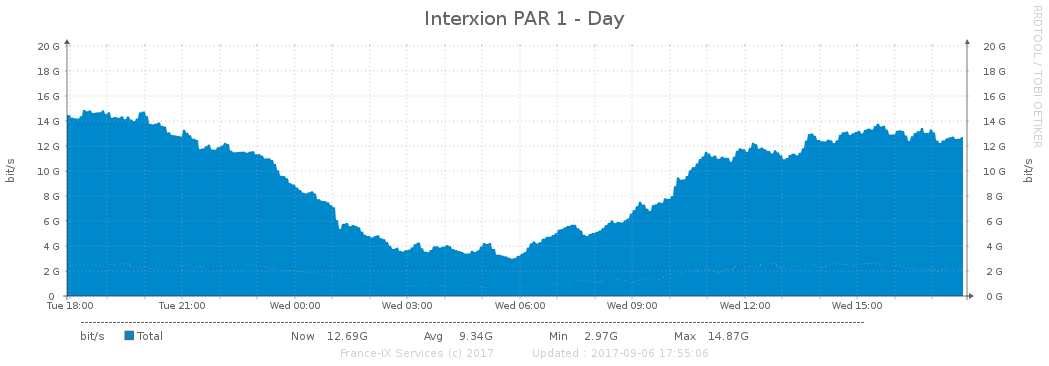 Interxion PAR 1 - Day
RRDTOOL / TOBI OETIKER
bit/s
20 G 20 G
18 G 18 G
16 G 16 G
14 G 14 G
12 G 12 G
10 G 10 G
8 G 8 G
6 G 6 G
4 G 4 G
2 G 2 G
0 0 G
bit/s
Tue 18:00 Tue 21:00 Wed 00:00 Wed 03:00 Wed 06:00 Wed 09:00 Wed 12:00 Wed 15:00
bit/s Total Now 12.69G Avg 9.34G Min 2.97G Max 14.87G
France-IX Services (c) 2017 Updated : 2017-09-06 17:55:06